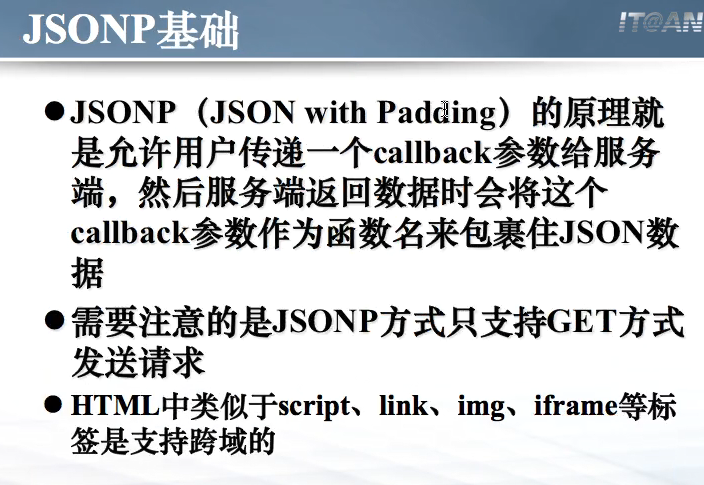 JSONP基础
IT@AN
●JSONP（JSON with Padding）的原理就
是允许用户传递一个callback参数给服务
端，然后服务端返回数据时会将这个
callback参数作为函数名来包裹住JSON数
据
●需要注意的是JSONP方式只支持GET方式
发送请求
●HTML中类似于script、link、img、iframe等标
签是支持跨域的